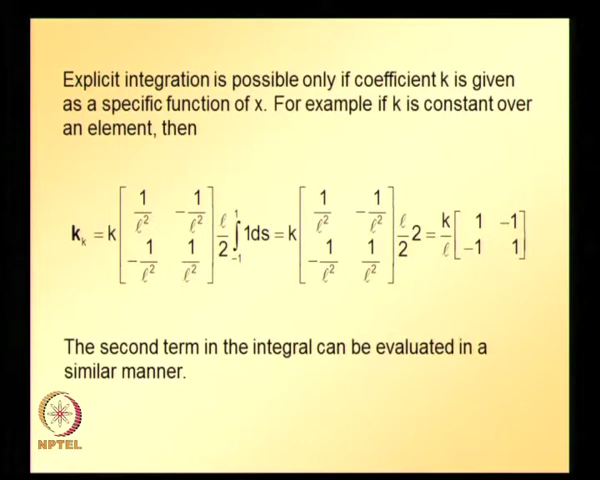 Explicit integration is possible only if coefficient k is given
as a specific function of x. For example if k is constant over
an element, then
𝐤ₖ = k [ 1/ℓ² −1/ℓ² ; −1/ℓ² 1/ℓ² ] ℓ/2 ∫₋₁¹ 1ds = k [ 1/ℓ² −1/ℓ² ; −1/ℓ² 1/ℓ² ] ℓ/2 2 = k/ℓ [ 1 −1 ; −1 1 ]
The second term in the integral can be evaluated in a
similar manner.
NPTEL